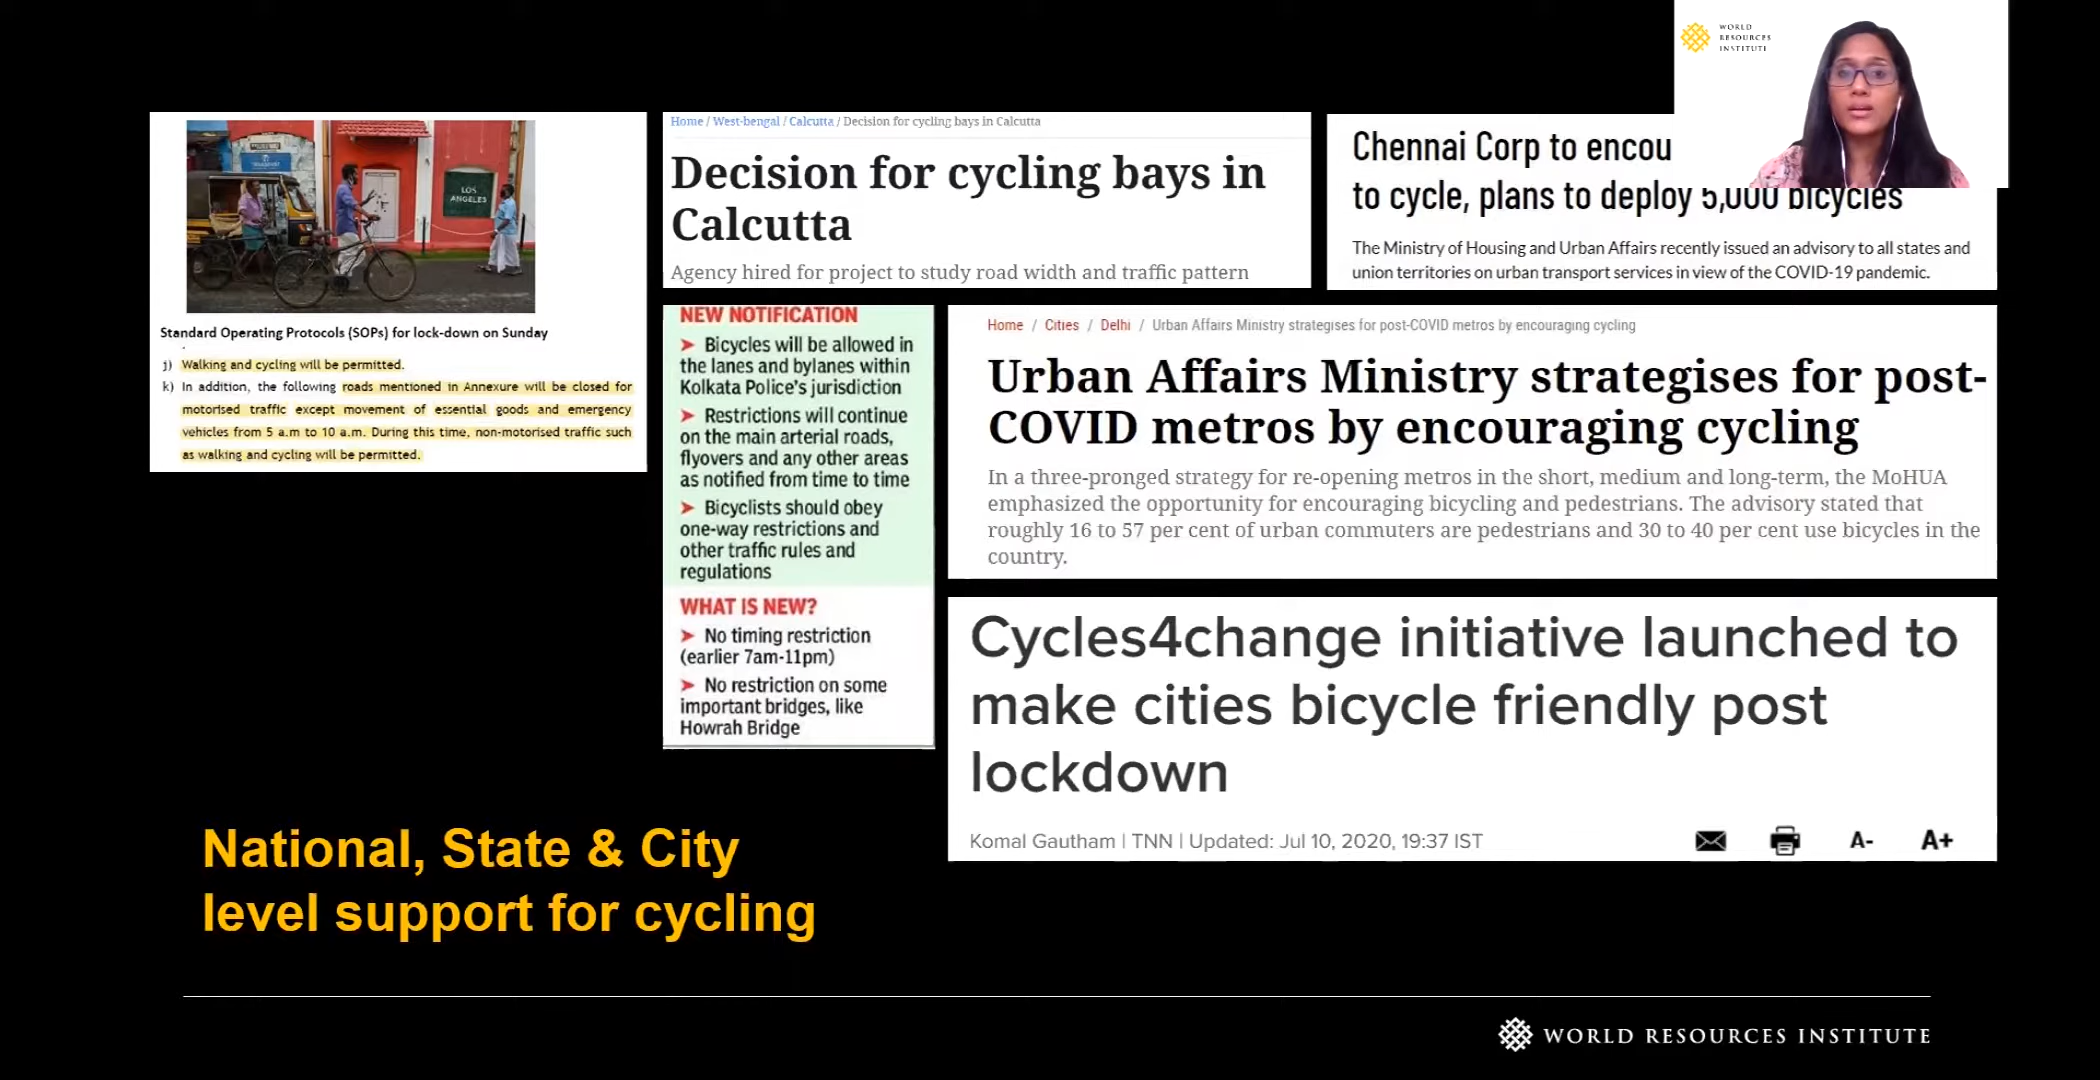 WORLD
RESOURCES
INSTITUTE
LOS
ANGELES
Standard Operating Protocols (SOPs) for lock-down on Sunday
j) Walking and cycling will be permitted.
k) In addition, the following roads mentioned in Annexure will be closed for
motorised traffic except movement of essential goods and emergency
vehicles from 5 a.m to 10 a.m. During this time, non-motorised traffic such
as walking and cycling will be permitted.
Home / West-bengal / Calcutta / Decision for cycling bays in Calcutta
Decision for cycling bays in
Calcutta
Agency hired for project to study road width and traffic pattern
Chennai Corp to encou
to cycle, plans to deploy 5,000 bicycles
The Ministry of Housing and Urban Affairs recently issued an advisory to all states and
union territories on urban transport services in view of the COVID-19 pandemic.
NEW NOTIFICATION
➤ Bicycles will be allowed in
the lanes and bylanes within
Kolkata Police's jurisdiction
➤ Restrictions will continue
on the main arterial roads,
flyovers and any other areas
as notified from time to time
➤ Bicyclists should obey
one-way restrictions and
other traffic rules and
regulations
WHAT IS NEW?
➤ No timing restriction
(earlier 7am-11pm)
➤ No restriction on some
important bridges, like
Howrah Bridge
Home / Cities / Delhi / Urban Affairs Ministry strategises for post-COVID metros by encouraging cycling
Urban Affairs Ministry strategises for post-
COVID metros by encouraging cycling
In a three-pronged strategy for re-opening metros in the short, medium and long-term, the MoHUA
emphasized the opportunity for encouraging bicycling and pedestrians. The advisory stated that
roughly 16 to 57 per cent of urban commuters are pedestrians and 30 to 40 per cent use bicycles in the
country.
Cycles4change initiative launched to
make cities bicycle friendly post
lockdown
Komal Gautham | TNN | Updated: Jul 10, 2020, 19:37 IST
A- A+
National, State & City
level support for cycling
WORLD RESOURCES INSTITUTE